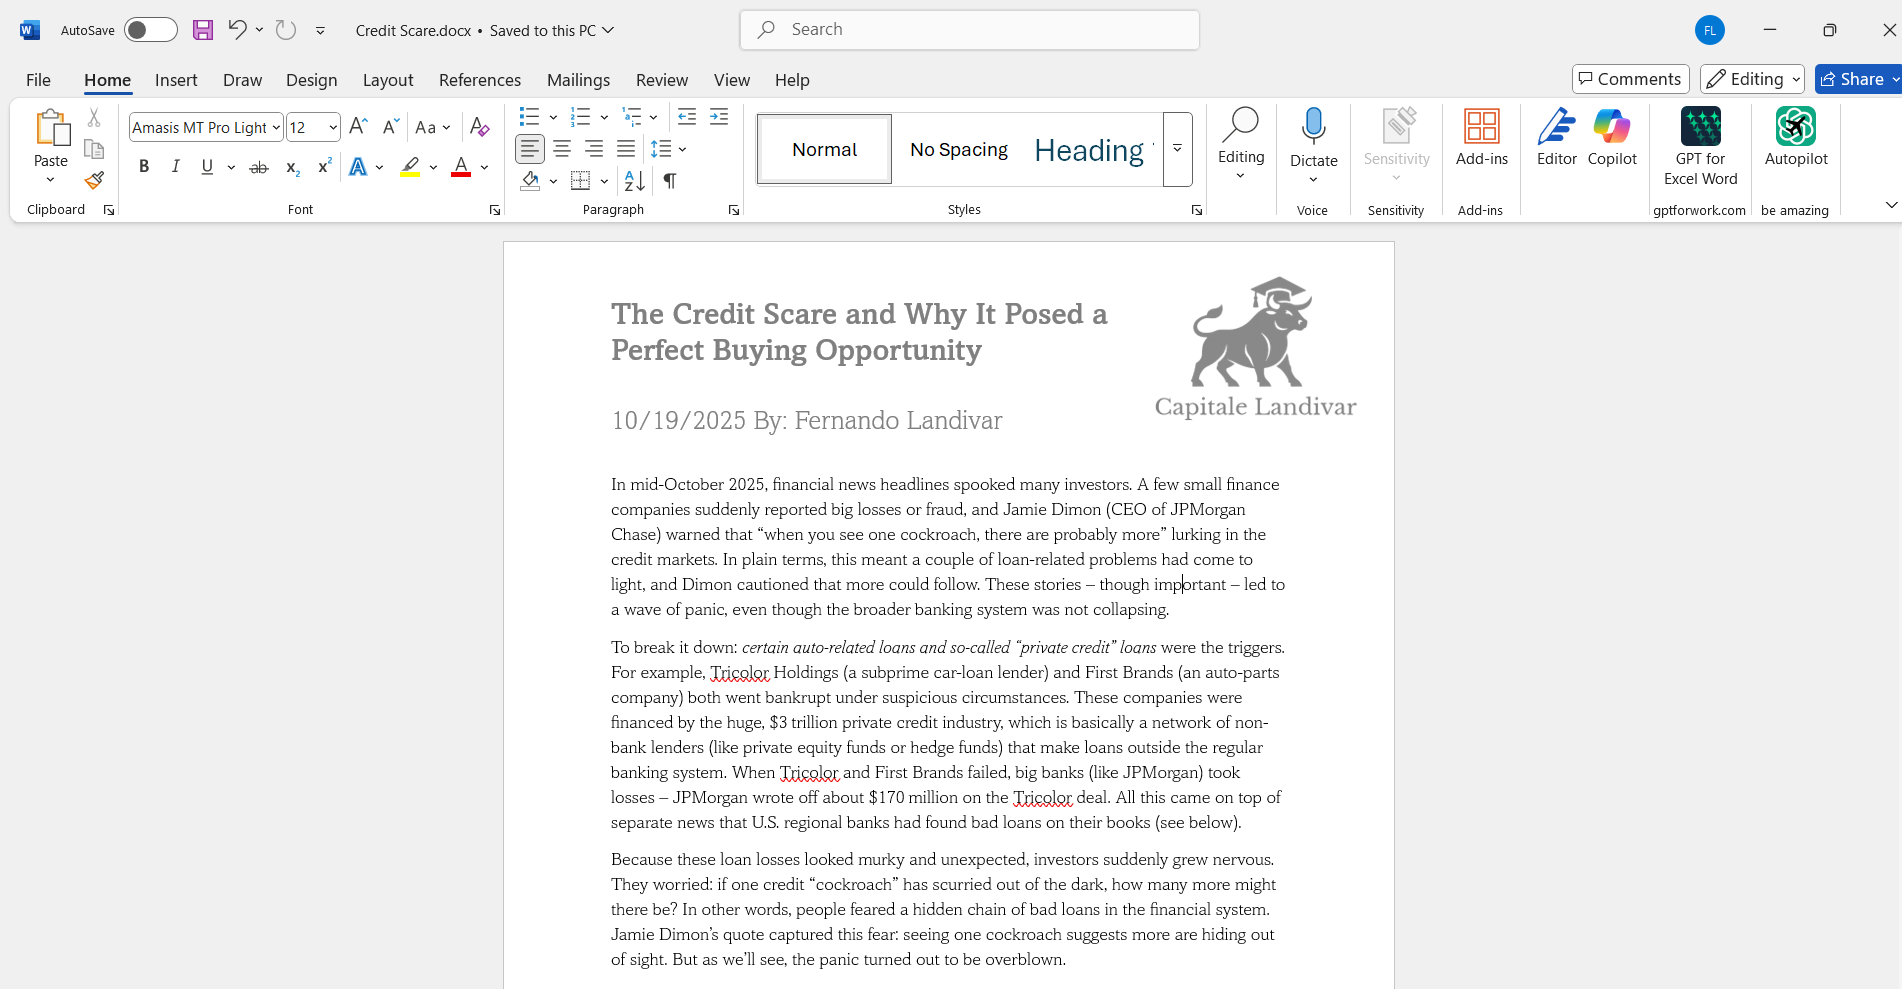 AutoSave
Credit Scare.docx • Saved to this PC
Search
FL
File Home Insert Draw Design Layout References Mailings Review View Help
Comments Editing Share
Paste
Clipboard
Amasis MT Pro Light 12
Aa
B I U ab x₂ x² A A
Font
Paragraph
Normal No Spacing Heading
Styles
Editing
Dictate
Voice
Sensitivity
Sensitivity
Add-ins
Add-ins
Editor
Copilot
GPT for
Excel Word
gptforwork.com
Autopilot
be amazing
The Credit Scare and Why It Posed a
Perfect Buying Opportunity
Capitale Landivar
10/19/2025 By: Fernando Landivar
In mid-October 2025, financial news headlines spooked many investors. A few small finance
companies suddenly reported big losses or fraud, and Jamie Dimon (CEO of JPMorgan
Chase) warned that “when you see one cockroach, there are probably more” lurking in the
credit markets. In plain terms, this meant a couple of loan-related problems had come to
light, and Dimon cautioned that more could follow. These stories – though important – led to
a wave of panic, even though the broader banking system was not collapsing.
To break it down: certain auto-related loans and so-called “private credit” loans were the triggers.
For example, Tricolor Holdings (a subprime car-loan lender) and First Brands (an auto-parts
company) both went bankrupt under suspicious circumstances. These companies were
financed by the huge, $3 trillion private credit industry, which is basically a network of non-
bank lenders (like private equity funds or hedge funds) that make loans outside the regular
banking system. When Tricolor and First Brands failed, big banks (like JPMorgan) took
losses – JPMorgan wrote off about $170 million on the Tricolor deal. All this came on top of
separate news that U.S. regional banks had found bad loans on their books (see below).
Because these loan losses looked murky and unexpected, investors suddenly grew nervous.
They worried: if one credit “cockroach” has scurried out of the dark, how many more might
there be? In other words, people feared a hidden chain of bad loans in the financial system.
Jamie Dimon’s quote captured this fear: seeing one cockroach suggests more are hiding out
of sight. But as we’ll see, the panic turned out to be overblown.